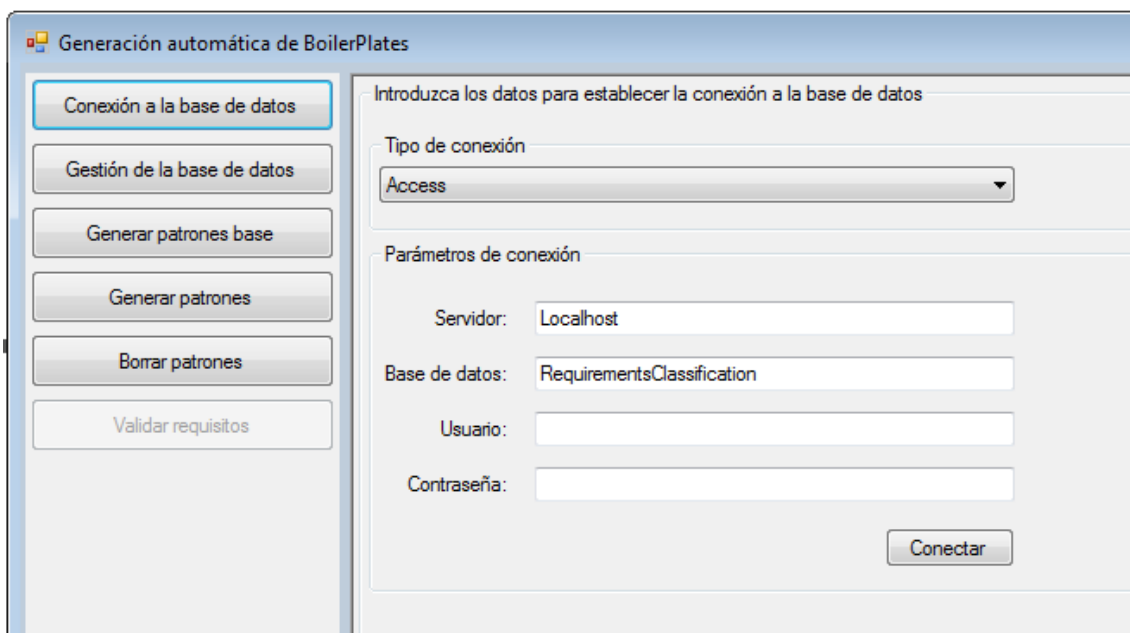 Generación automática de BoilerPlates
Conexión a la base de datos
Gestión de la base de datos
Generar patrones base
Generar patrones
Borrar patrones
Validar requisitos
Introduzca los datos para establecer la conexión a la base de datos
Tipo de conexión
Access
Parámetros de conexión
Servidor: Localhost
Base de datos: RequirementsClassification
Usuario:
Contraseña:
Conectar